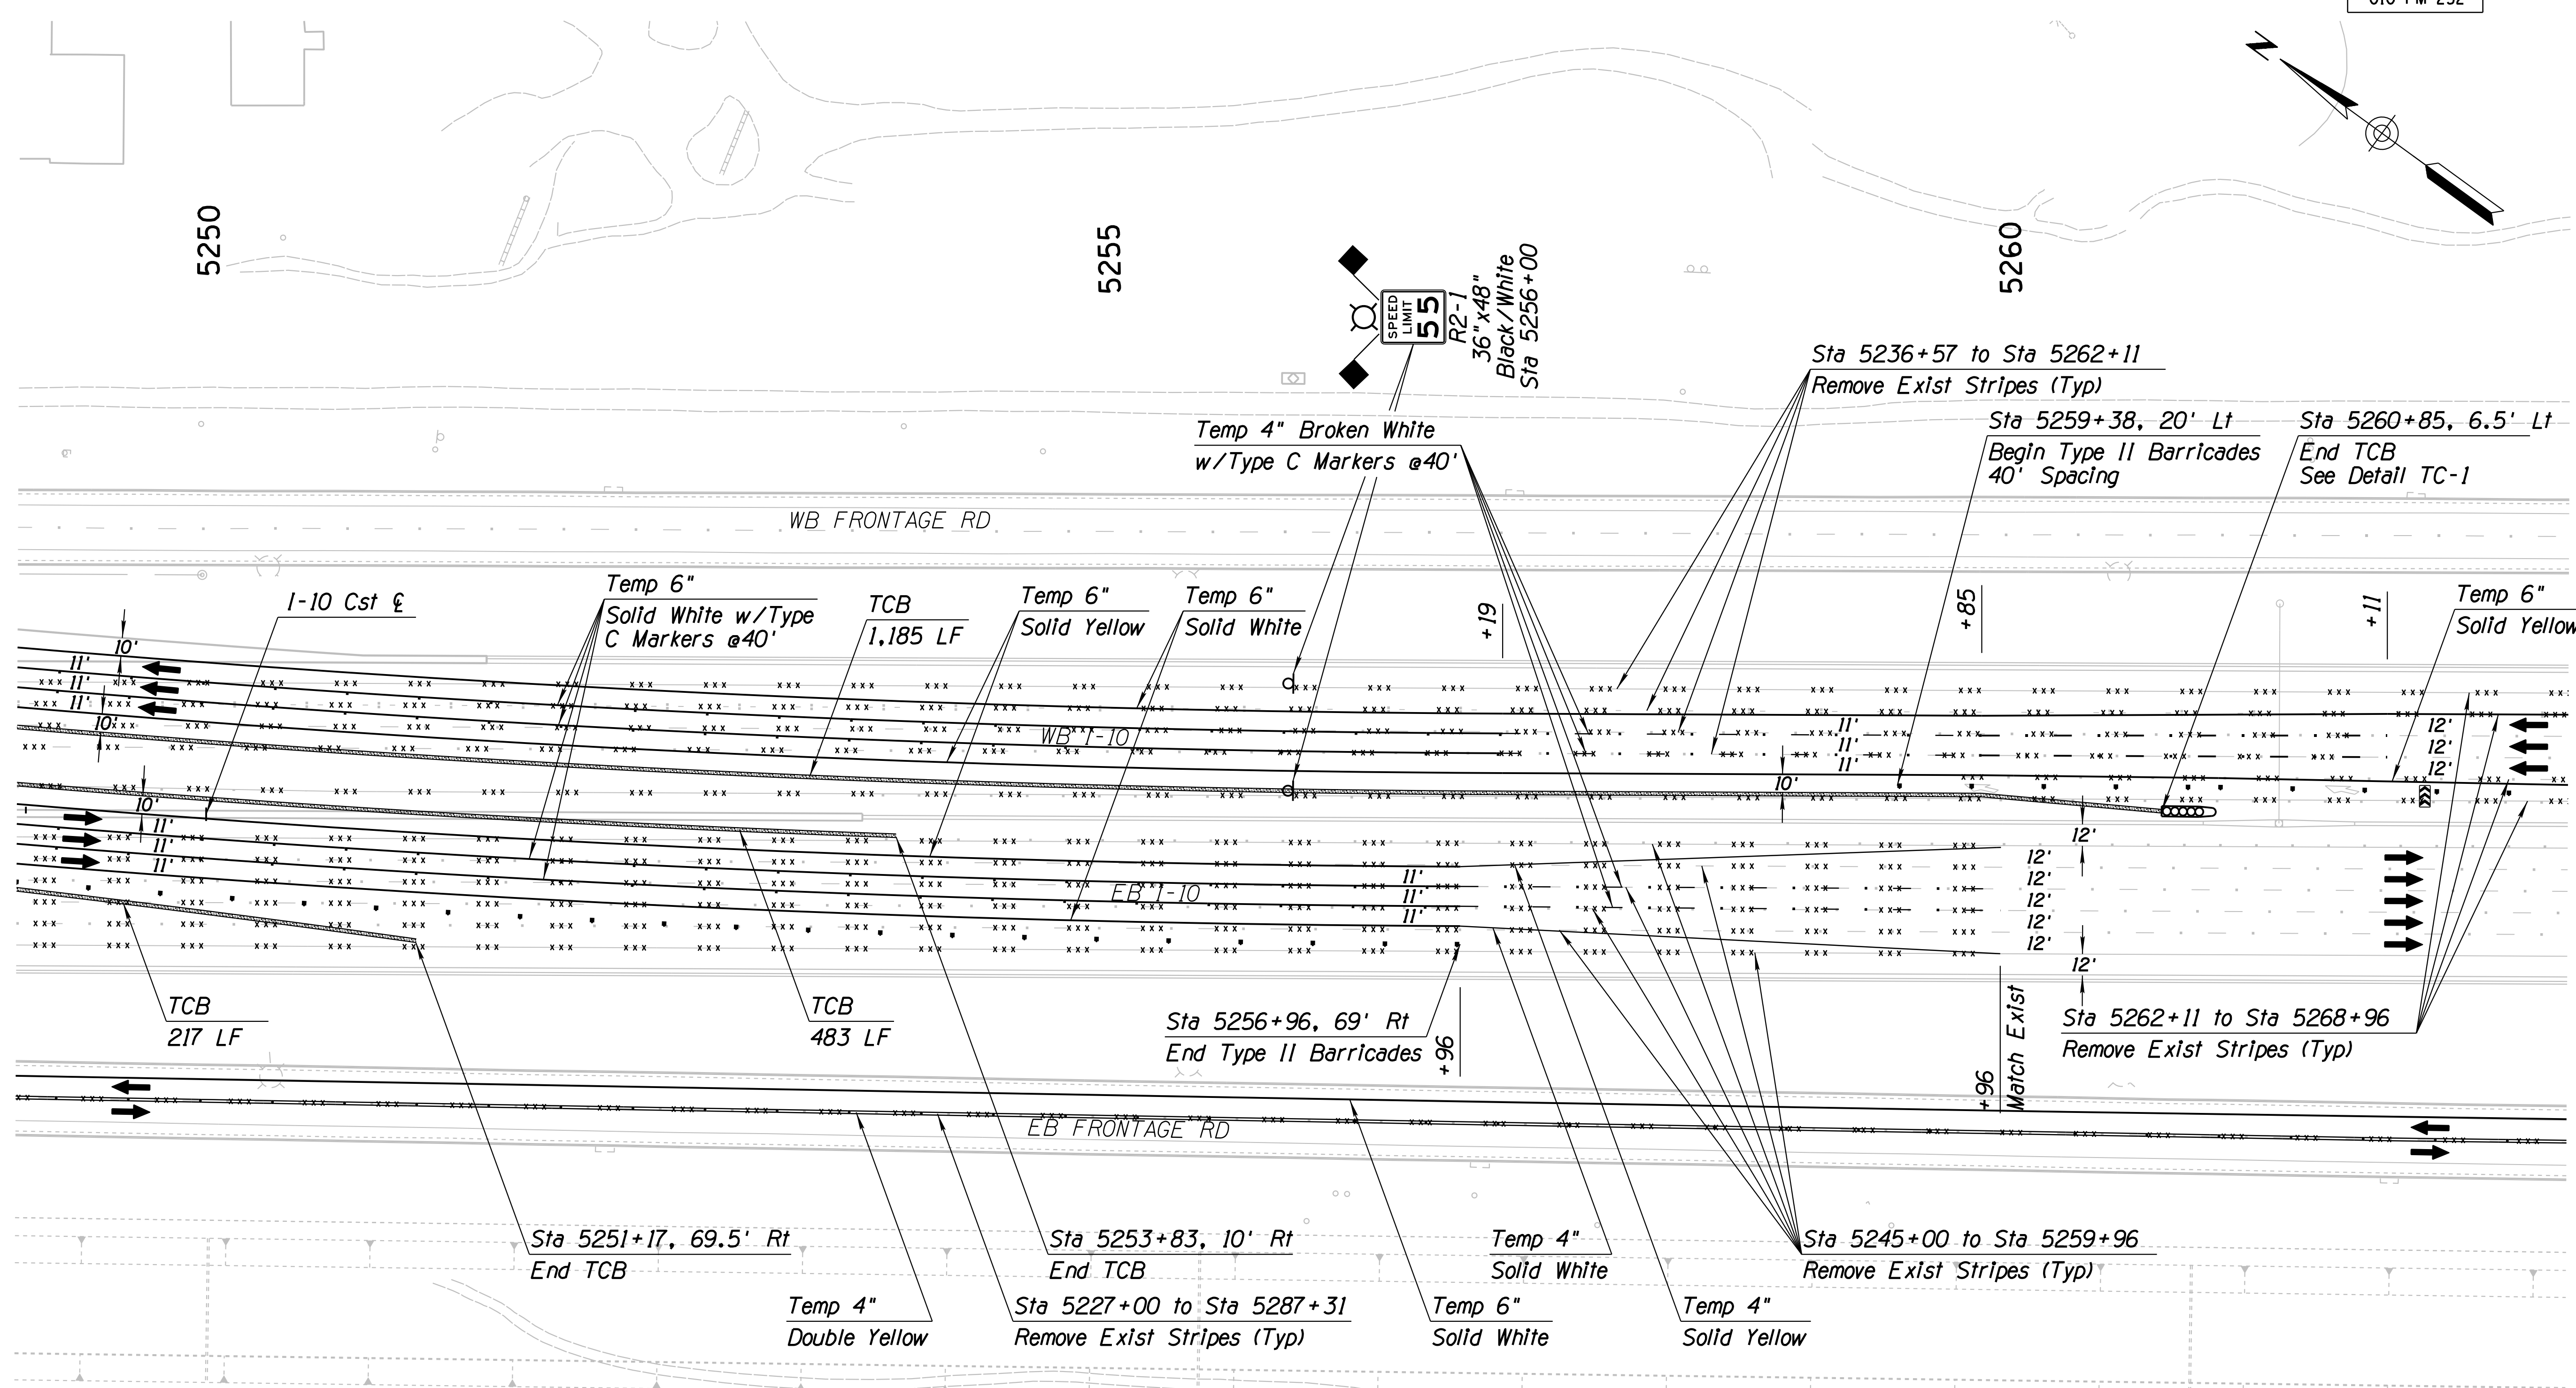 N
5250
5255
5260
SPEED
LIMIT
55
R2-1
36"x48"
Black/White
Sta 5256+00
Sta 5236+57 to Sta 5262+11
Remove Exist Stripes (Typ)
Temp 4" Broken White
w/Type C Markers @40'
Sta 5259+38, 20' Lt
Begin Type II Barricades
40' Spacing
Sta 5260+85, 6.5' Lt
End TCB
See Detail TC-1
WB FRONTAGE RD
I-10 Cst ℄
Temp 6"
Solid White w/Type
C Markers @40'
TCB
1,185 LF
Temp 6"
Solid Yellow
Temp 6"
Solid White
+19
+85
+11
Temp 6"
Solid Yellow
10'
11'
11'
11'
10'
WB I-10
11'
11'
11'
10'
12'
12'
12'
10'
11'
11'
11'
EB I-10
11'
11'
11'
12'
12'
12'
12'
12'
12'
12'
TCB
217 LF
TCB
483 LF
Sta 5256+96, 69' Rt
End Type II Barricades
+96
+96
Match Exist
Sta 5262+11 to Sta 5268+96
Remove Exist Stripes (Typ)
EB FRONTAGE RD
Sta 5251+17, 69.5' Rt
End TCB
Sta 5253+83, 10' Rt
End TCB
Temp 4"
Solid White
Sta 5245+00 to Sta 5259+96
Remove Exist Stripes (Typ)
Temp 4"
Double Yellow
Sta 5227+00 to Sta 5287+31
Remove Exist Stripes (Typ)
Temp 6"
Solid White
Temp 4"
Solid Yellow